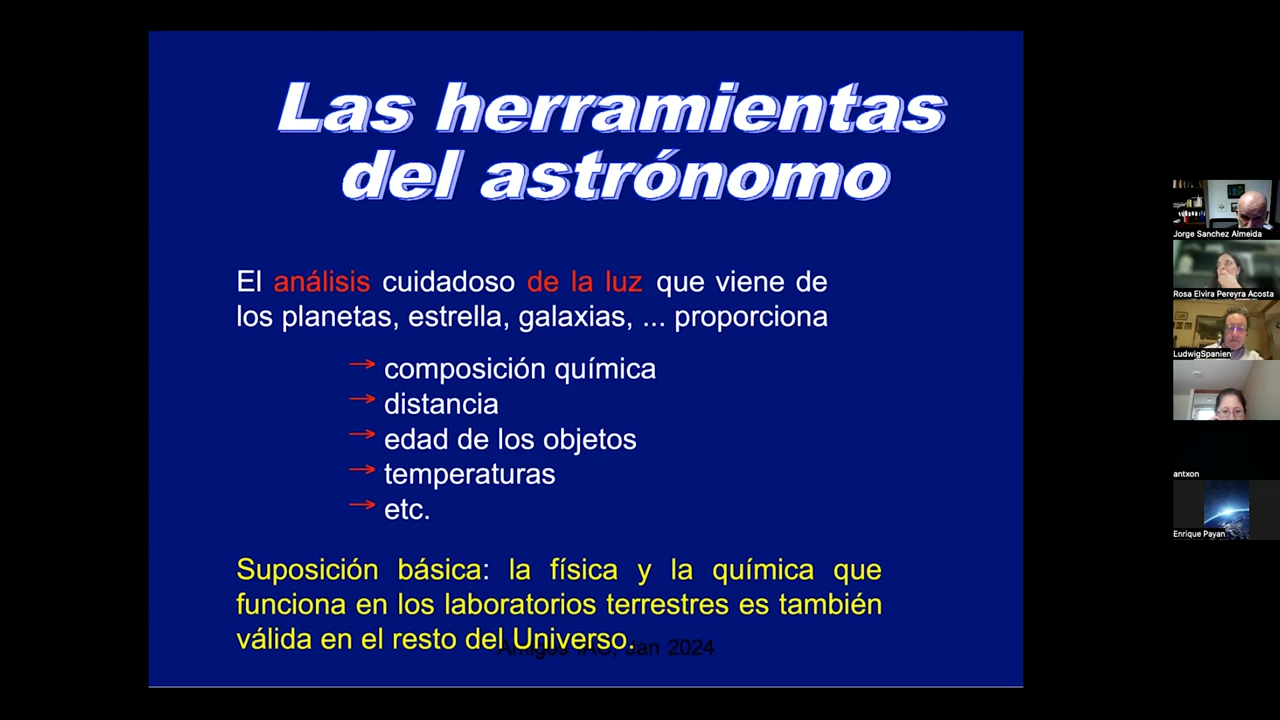 Las herramientas
del astrónomo
El análisis cuidadoso de la luz que viene de
los planetas, estrella, galaxias, ... proporciona
→ composición química
→ distancia
→ edad de los objetos
→ temperaturas
→ etc.
Suposición básica: la física y la química que
funciona en los laboratorios terrestres es también
válida en el resto del Universo.
Amigos IAC, Jan 2024
Jorge Sanchez Almeida
Rosa Elvira Pereyra Acosta
LudwigSpanien
antxon
Enrique Payan